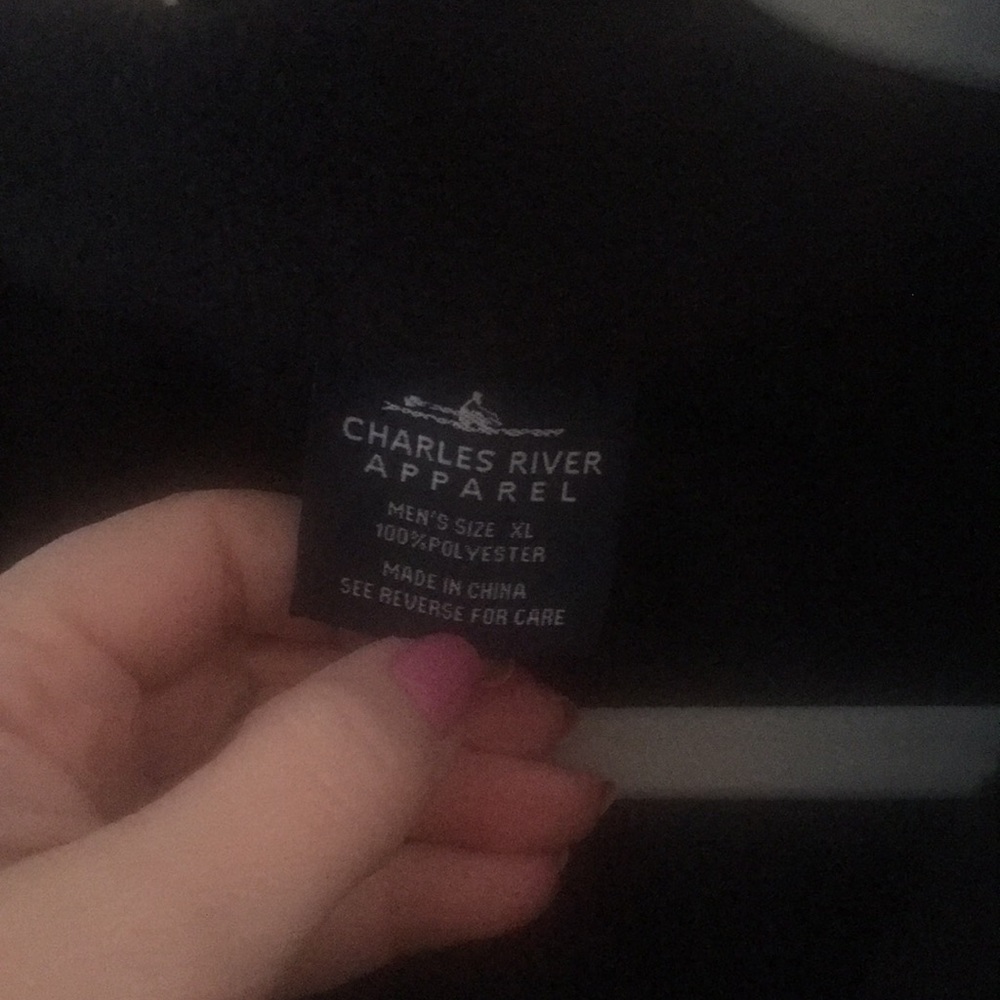 CHARLES RIVER
APPAREL
MEN'S SIZE XL
100%POLYESTER
MADE IN CHINA
SEE REVERSE FOR CARE